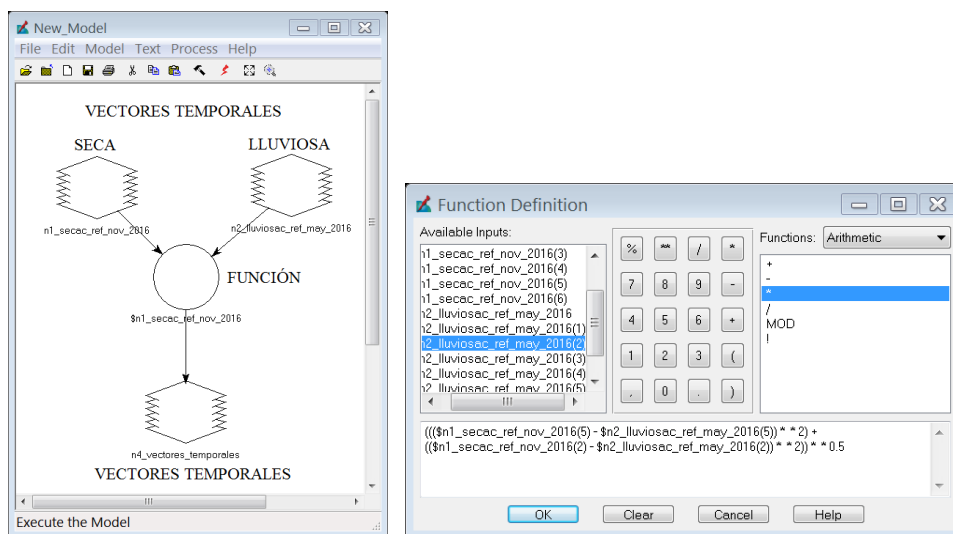 New_Model
File Edit Model Text Process Help
VECTORES TEMPORALES
SECA
LLUVIOSA
n1_secac_ref_nov_2016
n2_lluviosac_ref_may_2016
FUNCIÓN
$n1_secac_ref_nov_2016
n4_vectores_temporales
VECTORES TEMPORALES
Execute the Model
Function Definition
Available Inputs:
n1_secac_ref_nov_2016(3)
n1_secac_ref_nov_2016(4)
n1_secac_ref_nov_2016(5)
n1_secac_ref_nov_2016(6)
n2_lluviosac_ref_may_2016
n2_lluviosac_ref_may_2016(1)
n2_lluviosac_ref_may_2016(2)
n2_lluviosac_ref_may_2016(3)
n2_lluviosac_ref_may_2016(4)
n2_lluviosac_ref_may_2016(5)
% ** / *
7 8 9 -
4 5 6 +
1 2 3 (
, 0 . )
Functions: Arithmetic
+
-
*
/
MOD
!
((($n1_secac_ref_nov_2016(5) - $n2_lluviosac_ref_may_2016(5)) * * 2) +
(($n1_secac_ref_nov_2016(2) - $n2_lluviosac_ref_may_2016(2)) * * 2)) * * 0.5
OK Clear Cancel Help